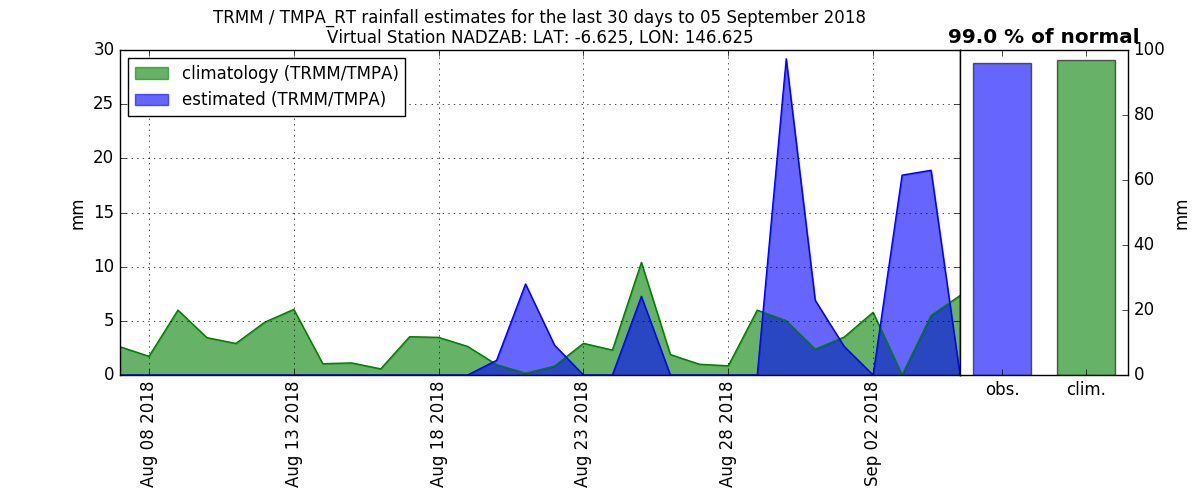 TRMM / TMPA_RT rainfall estimates for the last 30 days to 05 September 2018
Virtual Station NADZAB: LAT: -6.625, LON: 146.625
99.0 % of normal
climatology (TRMM/TMPA)
estimated (TRMM/TMPA)
30
25
20
15
10
5
0
mm
Aug 08 2018
Aug 13 2018
Aug 18 2018
Aug 23 2018
Aug 28 2018
Sep 02 2018
100
80
60
40
20
0
mm
obs.
clim.